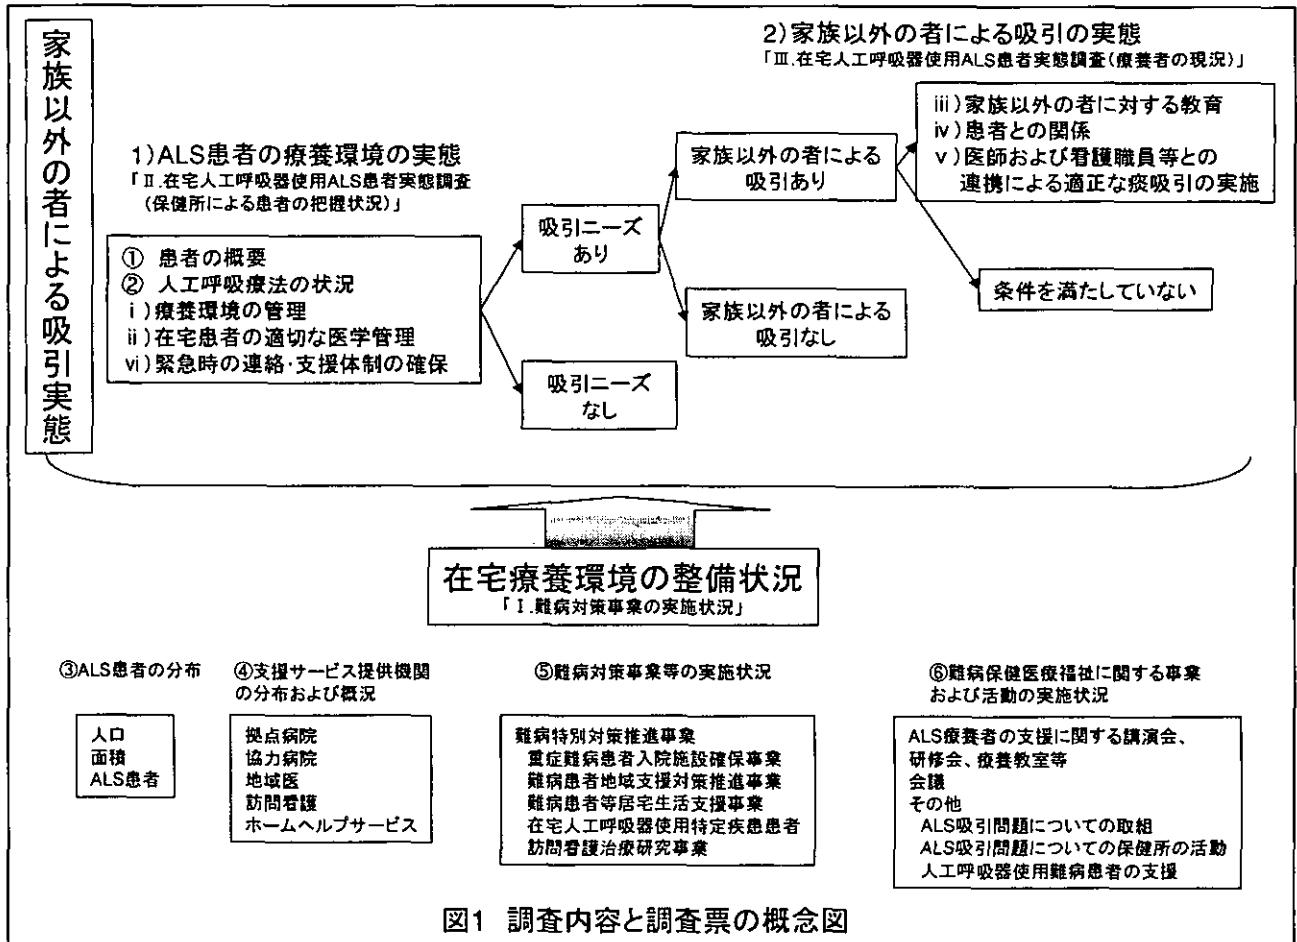 家族以外の者による吸引実態
2)家族以外の者による吸引の実態
「Ⅲ.在宅人工呼吸器使用ALS患者実態調査(療養者の現況)」
1)ALS患者の療養環境の実態
「Ⅱ.在宅人工呼吸器使用ALS患者実態調査
(保健所による患者の把握状況)」
① 患者の概要
② 人工呼吸療法の状況
ⅰ)療養環境の管理
ⅱ)在宅患者の適切な医学管理
ⅵ)緊急時の連絡・支援体制の確保
吸引ニーズ
あり
吸引ニーズ
なし
家族以外の者による
吸引あり
家族以外の者による
吸引なし
ⅲ)家族以外の者に対する教育
ⅳ)患者との関係
ⅴ)医師および看護職員等との
連携による適正な痰吸引の実施
条件を満たしていない
在宅療養環境の整備状況
「Ⅰ.難病対策事業の実施状況」
③ALS患者の分布
人口
面積
ALS患者
④支援サービス提供機関
の分布および概況
拠点病院
協力病院
地域医
訪問看護
ホームヘルプサービス
⑤難病対策事業等の実施状況
難病特別対策推進事業
重症難病患者入院施設確保事業
難病患者地域支援対策推進事業
難病患者等居宅生活支援事業
在宅人工呼吸器使用特定疾患患者
訪問看護治療研究事業
⑥難病保健医療福祉に関する事業
および活動の実施状況
ALS療養者の支援に関する講演会、
研修会、療養教室等
会議
その他
ALS吸引問題についての取組
ALS吸引問題についての保健所の活動
人工呼吸器使用難病患者の支援
図1 調査内容と調査票の概念図